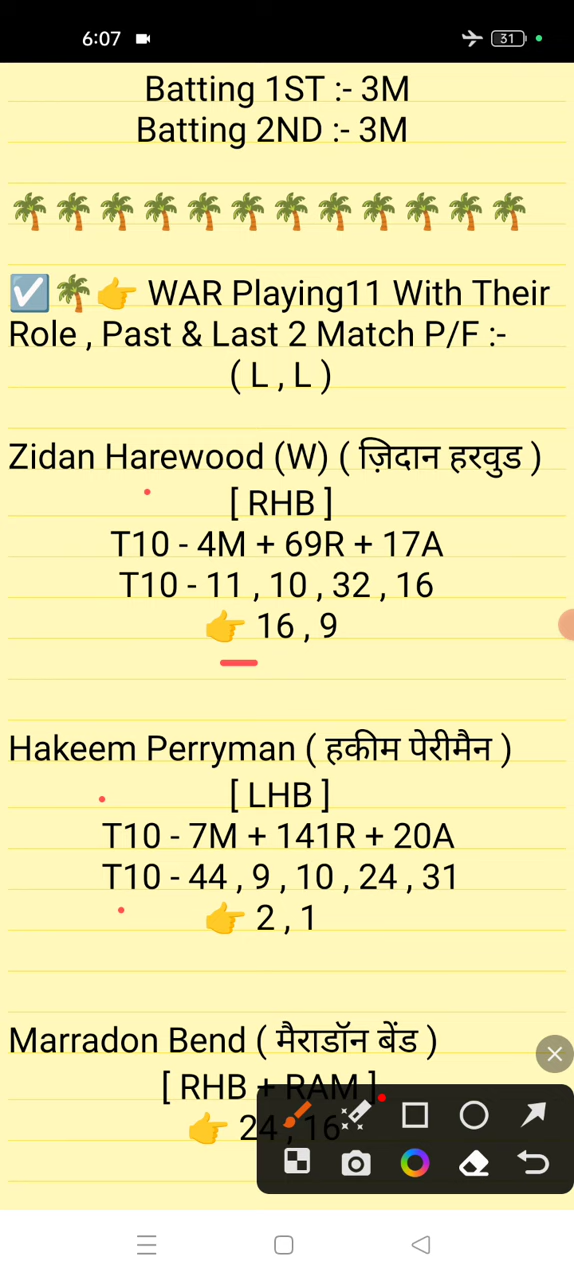 6:07
31
Batting 1ST :- 3M
Batting 2ND :- 3M
WAR Playing11 With Their
Role , Past & Last 2 Match P/F :-
( L , L )
Zidan Harewood (W) ( ज़िदान हरवुड )
[ RHB ]
T10 - 4M + 69R + 17A
T10 - 11 , 10 , 32 , 16
👉 16 , 9
Hakeem Perryman ( हकीम पेरीमैन )
[ LHB ]
T10 - 7M + 141R + 20A
T10 - 44 , 9 , 10 , 24 , 31
👉 2 , 1
Marradon Bend ( मैराडॉन बेंड )
[ RHB + RAM ]
👉 24 , 16